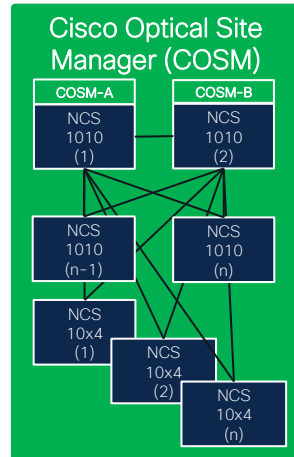 Cisco Optical Site
Manager (COSM)
COSM-A
COSM-B
NCS
1010
(1)
NCS
1010
(2)
NCS
1010
(n-1)
NCS
1010
(n)
NCS
10x4
(1)
NCS
10x4
(2)
NCS
10x4
(n)